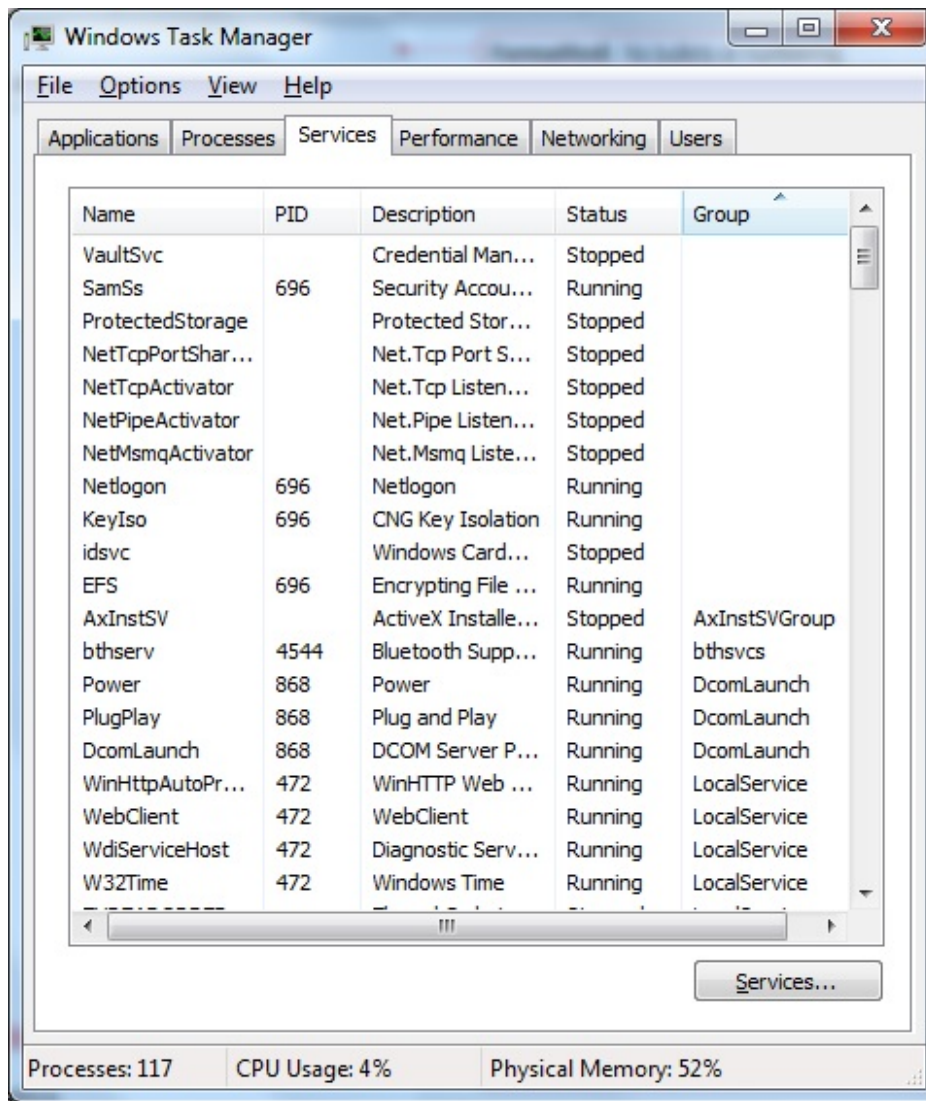 Windows Task Manager
File Options View Help
Applications Processes Services Performance Networking Users
Name PID Description Status Group
VaultSvc Credential Man... Stopped
SamSs 696 Security Accou... Running
ProtectedStorage Protected Stor... Stopped
NetTcpPortShar... Net.Tcp Port S... Stopped
NetTcpActivator Net.Tcp Listen... Stopped
NetPipeActivator Net.Pipe Listen... Stopped
NetMsmqActivator Net.Msmq Liste... Stopped
Netlogon 696 Netlogon Running
KeyIso 696 CNG Key Isolation Running
idsvc Windows Card... Stopped
EFS 696 Encrypting File ... Running
AxInstSV ActiveX Installe... Stopped AxInstSVGroup
bthserv 4544 Bluetooth Supp... Running bthsvcs
Power 868 Power Running DcomLaunch
PlugPlay 868 Plug and Play Running DcomLaunch
DcomLaunch 868 DCOM Server P... Running DcomLaunch
WinHttpAutoPr... 472 WinHTTP Web ... Running LocalService
WebClient 472 WebClient Running LocalService
WdiServiceHost 472 Diagnostic Serv... Running LocalService
W32Time 472 Windows Time Running LocalService
Services...
Processes: 117 CPU Usage: 4% Physical Memory: 52%